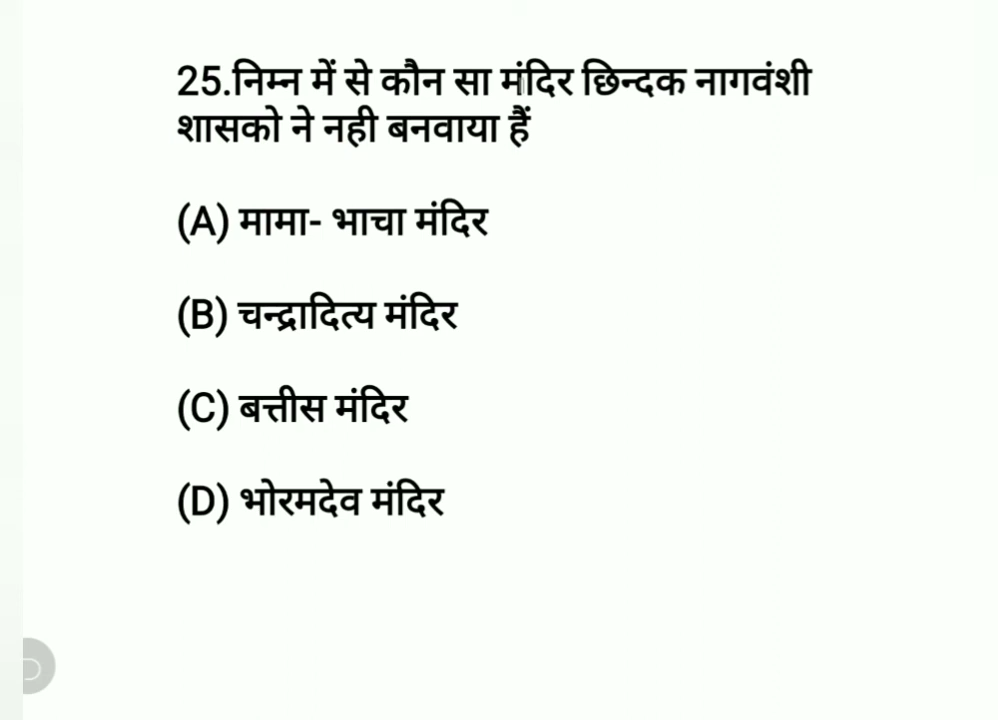 25.निम्न में से कौन सा मंदिर छिन्दक नागवंशी
शासको ने नही बनवाया हैं
(A) मामा- भाचा मंदिर
(B) चन्द्रादित्य मंदिर
(C) बत्तीस मंदिर
(D) भोरमदेव मंदिर